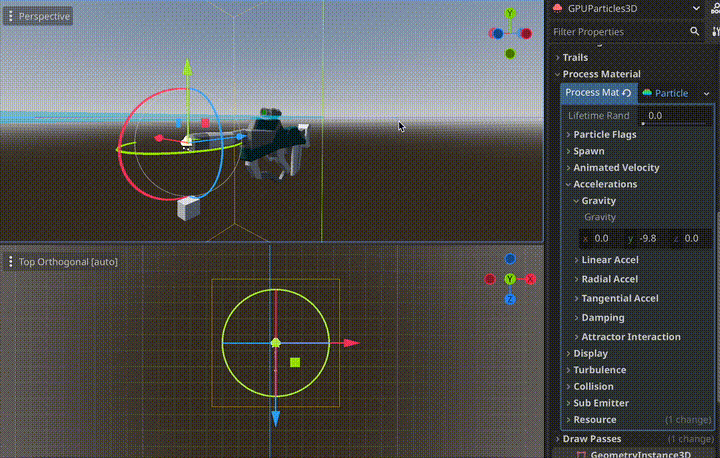 Perspective
Y
Top Orthogonal [auto]
Y
X
Z
GPUParticles3D
Filter Properties
Trails
Process Material
Process Mat
Particle
Lifetime Rand
0.0
Particle Flags
Spawn
Animated Velocity
Accelerations
Gravity
Gravity
x 0.0 y -9.8 z 0.0
Linear Accel
Radial Accel
Tangential Accel
Damping
Attractor Interaction
Display
Turbulence
Collision
Sub Emitter
Resource (1 change)
Draw Passes (1 change)
GeometryInstance3D